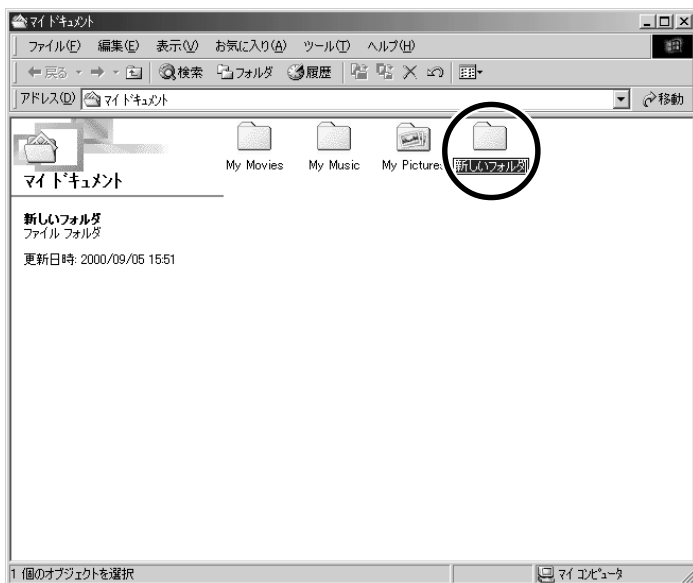 マイ ドキュメント
ファイル(F) 編集(E) 表示(V) お気に入り(A) ツール(T) ヘルプ(H)
戻る 検索 フォルダ 履歴
アドレス(D) マイ ドキュメント 移動
My Movies My Music My Pictures 新しいフォルダ
マイ ドキュメント
新しいフォルダ
ファイル フォルダ
更新日時: 2000/09/05 15:51
1 個のオブジェクトを選択 マイ コンピュータ